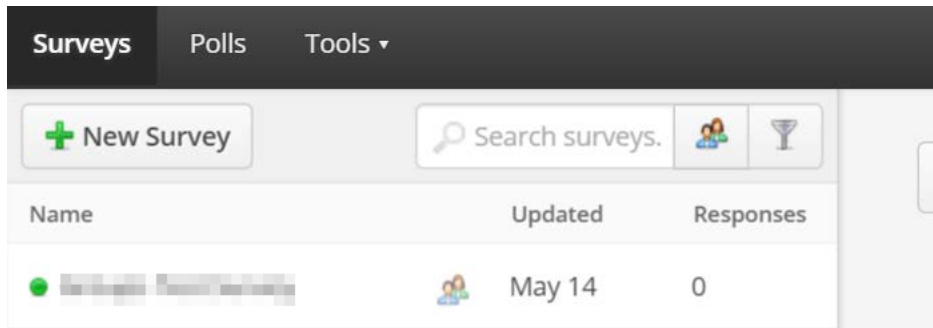 Surveys Polls Tools ▾
New Survey Search surveys.
Name Updated Responses
May 14 0